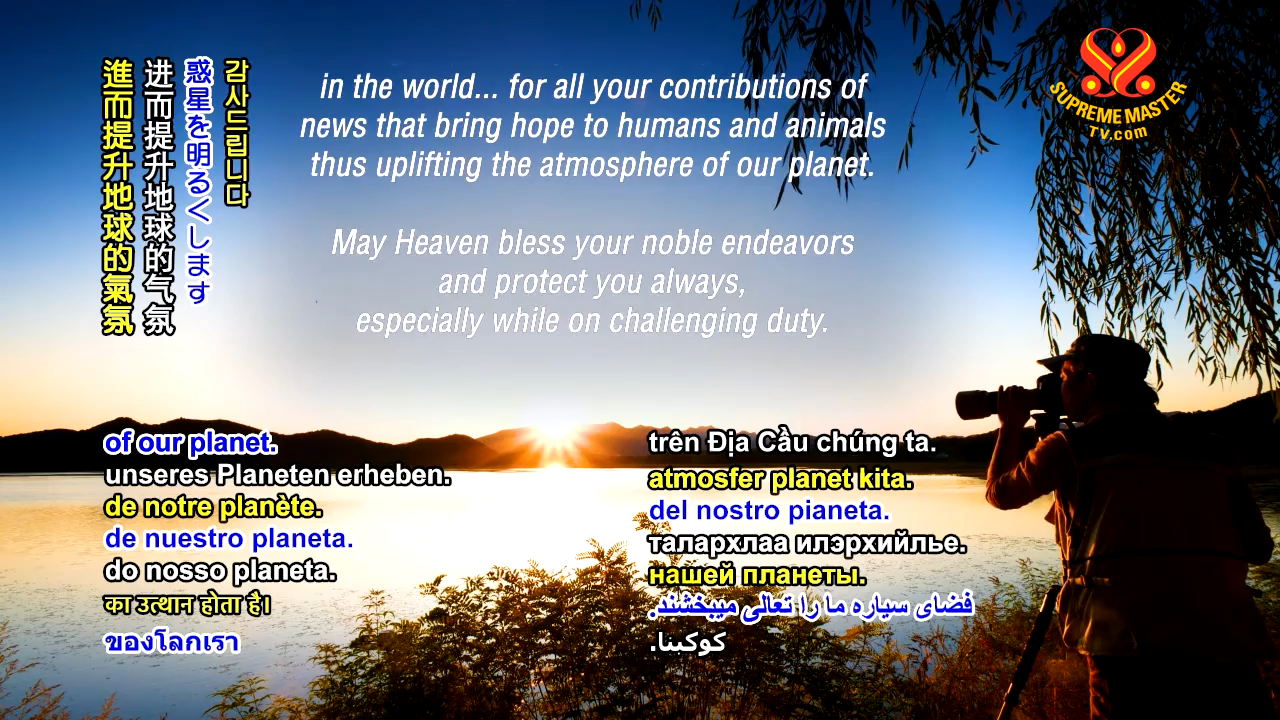 in the world... for all your contributions of
news that bring hope to humans and animals
thus uplifting the atmosphere of our planet.
May Heaven bless your noble endeavors
and protect you always,
especially while on challenging duty.
SUPREME MASTER
TV.com
감사드립니다
惑星を明るくします
进而提升地球的气氛
進而提升地球的氣氛
of our planet.
unseres Planeten erheben.
de notre planète.
de nuestro planeta.
do nosso planeta.
का उत्थान होता है।
ของโลกเรา
trên Địa Cầu chúng ta.
atmosfer planet kita.
del nostro pianeta.
талархлаа илэрхийлье.
нашей планеты.
فضای سیاره ما را تعالی میبخشند.
كوكبنا.